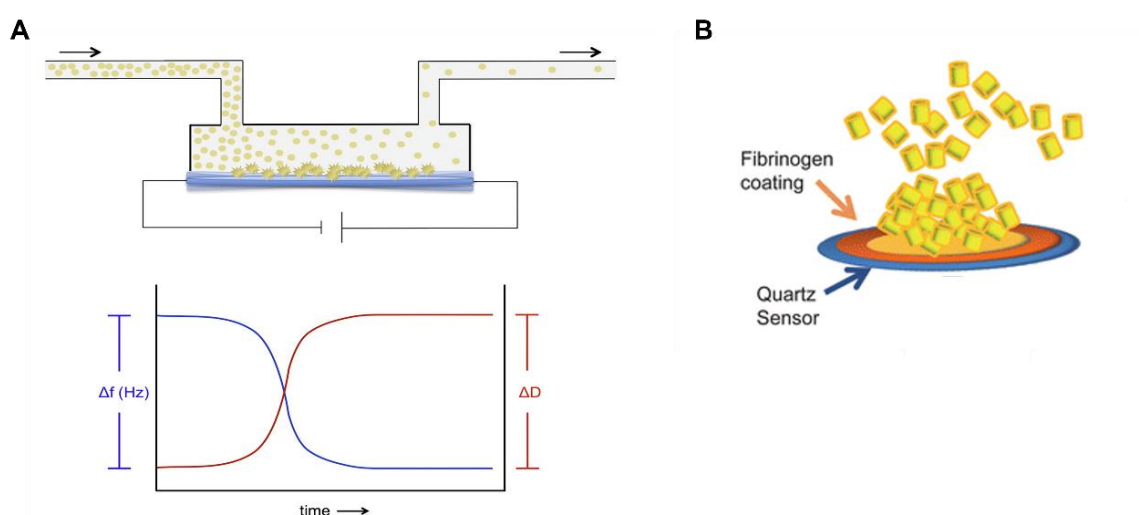 A
B
Fibrinogen
coating
Quartz
Sensor
Δf (Hz)
ΔD
time